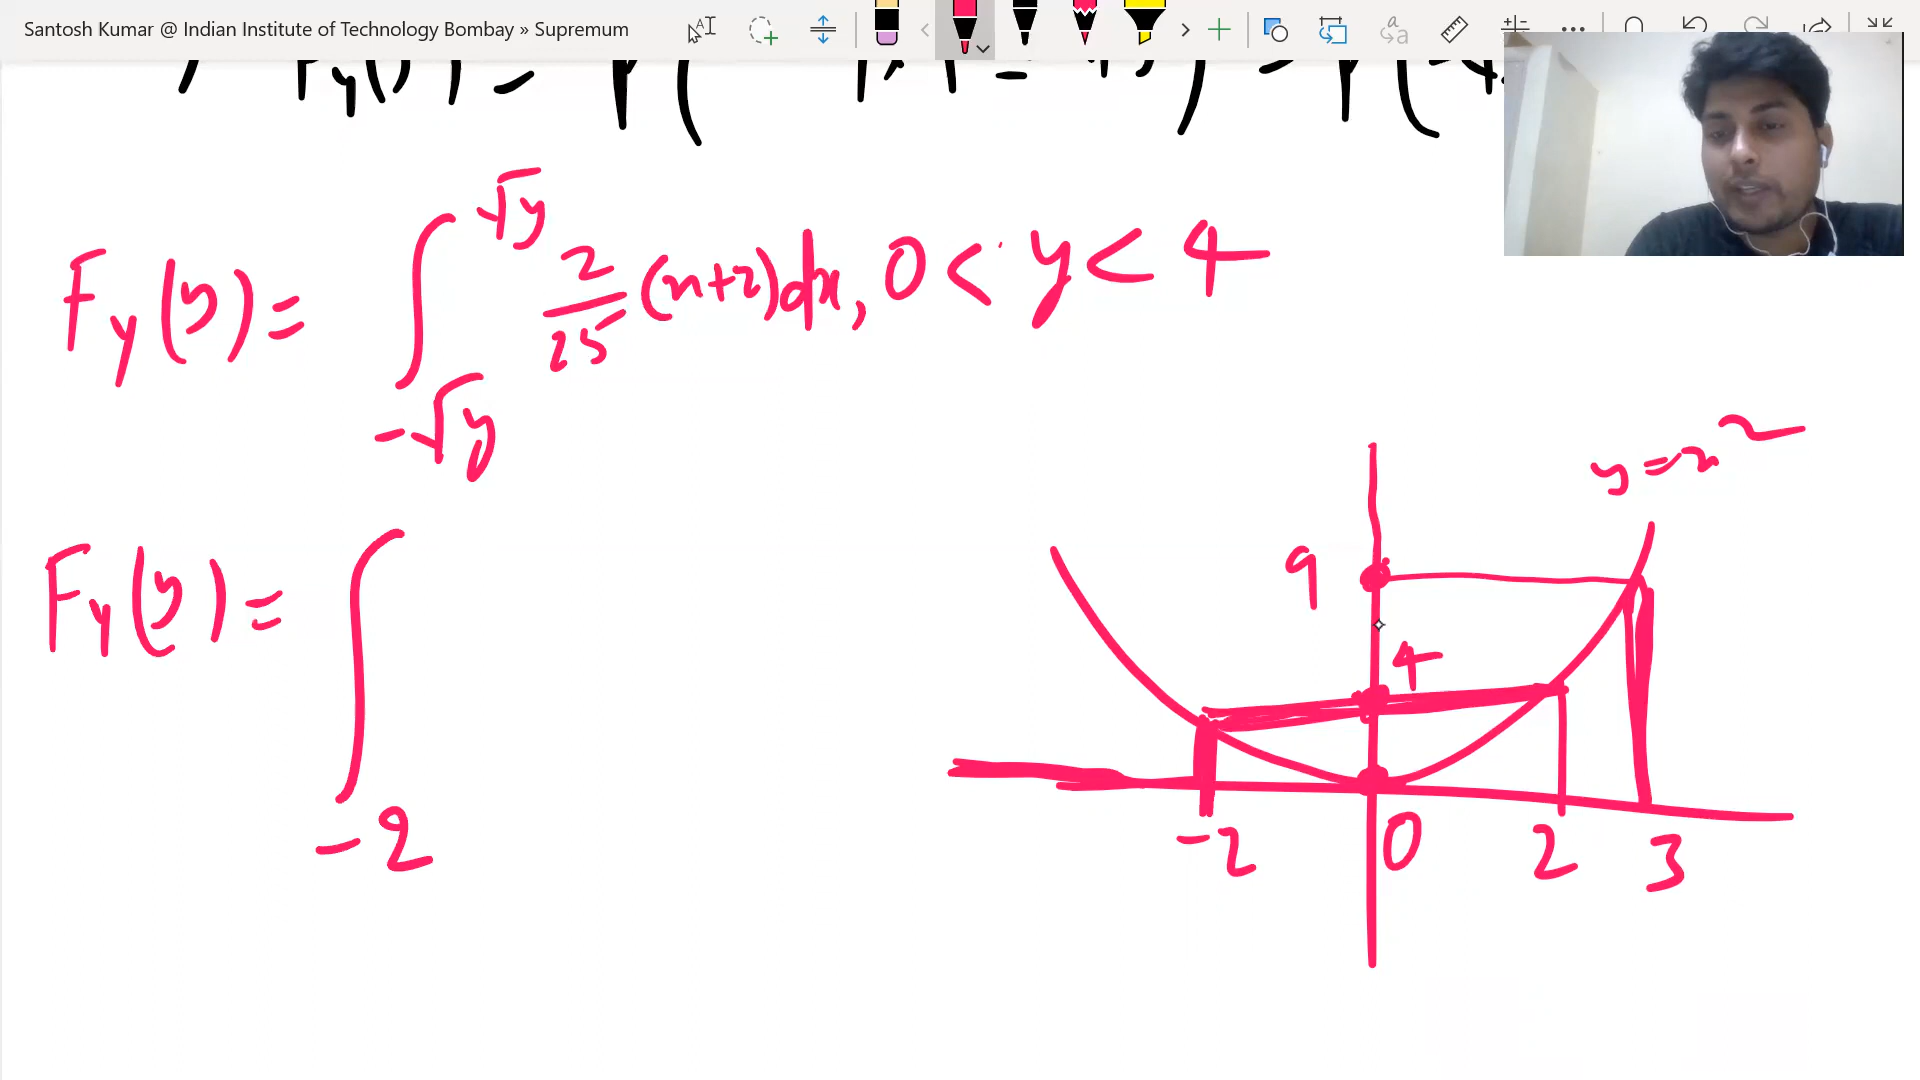 Santosh Kumar @ Indian Institute of Technology Bombay » Supremum
F_Y(y) = P( |x| ≤ √y) = P(-√
F_Y(y) = ∫_{-√y}^{√y} 2/25 (x+2)dx, 0 < y < 4
y = x²
9
F_Y(y) = ∫_{-2}
4
-2 0 2 3